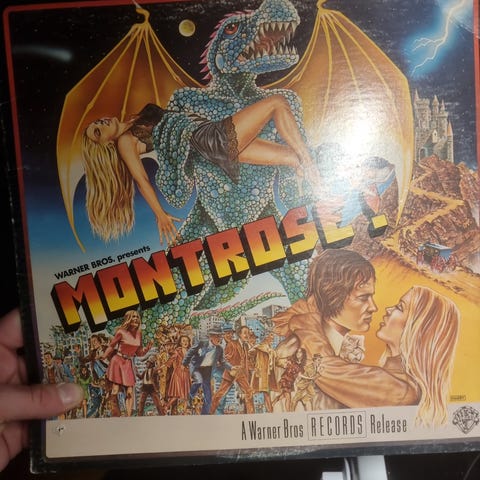 WARNER BROS. presents
MONTROSE!
A Warner Bros RECORDS Release